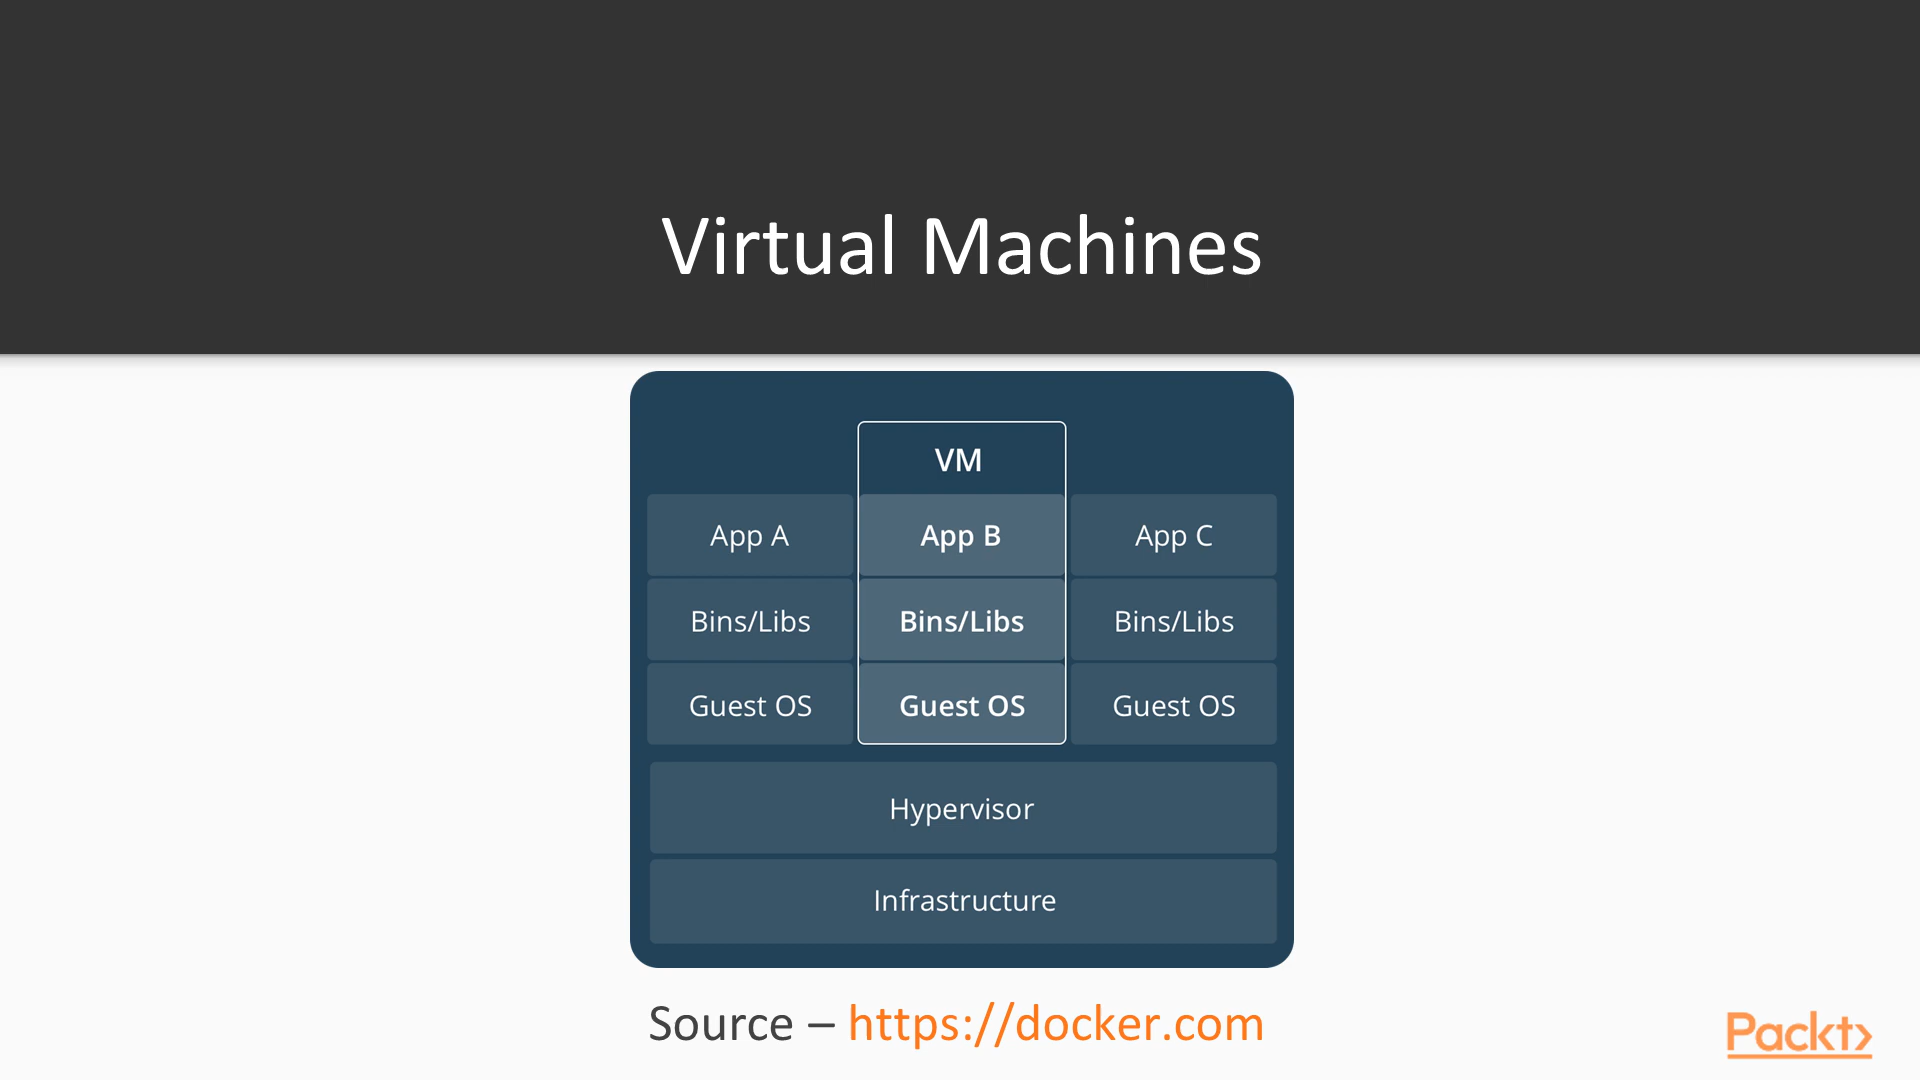 Virtual Machines
VM
App A App B App C
Bins/Libs Bins/Libs Bins/Libs
Guest OS Guest OS Guest OS
Hypervisor
Infrastructure
Source – https://docker.com
Packt>